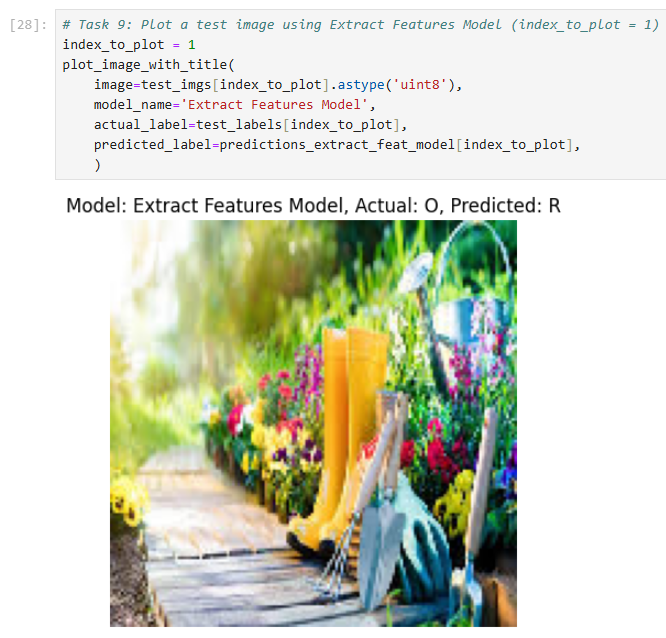 [28]: # Task 9: Plot a test image using Extract Features Model (index_to_plot = 1)
index_to_plot = 1
plot_image_with_title(
    image=test_imgs[index_to_plot].astype('uint8'),
    model_name='Extract Features Model',
    actual_label=test_labels[index_to_plot],
    predicted_label=predictions_extract_feat_model[index_to_plot],
    )
Model: Extract Features Model, Actual: O, Predicted: R